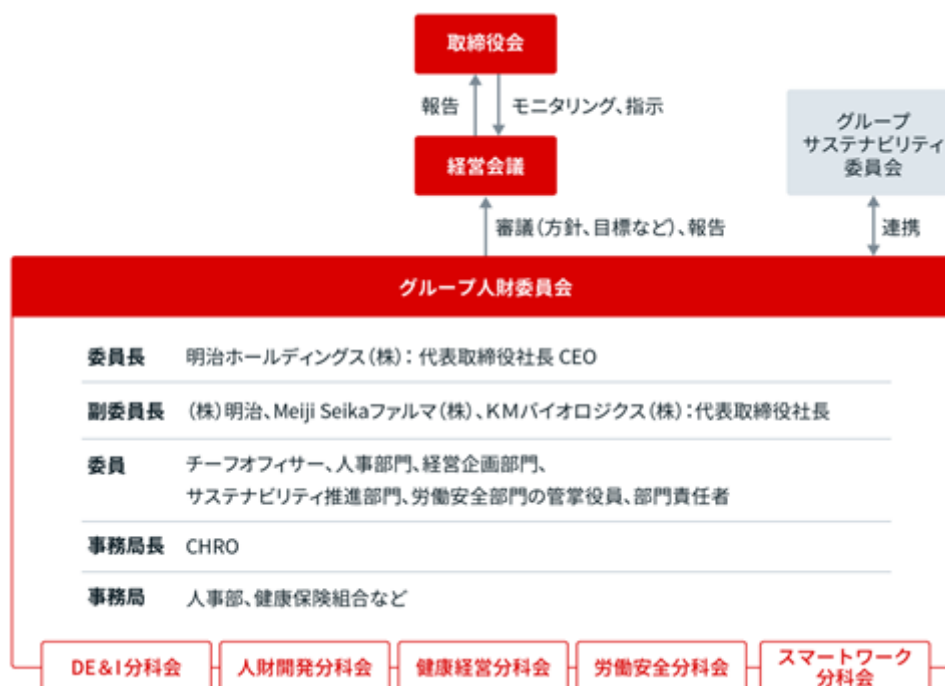 取締役会
報告
モニタリング、指示
経営会議
グループ
サステナビリティ
委員会
審議（方針、目標など）、報告
連携
グループ人財委員会
委員長 明治ホールディングス（株）：代表取締役社長 CEO
副委員長 （株）明治、Meiji Seikaファルマ（株）、KMバイオロジクス（株）：代表取締役社長
委員 チーフオフィサー、人事部門、経営企画部門、
サステナビリティ推進部門、労働安全部門の管掌役員、部門責任者
事務局長 CHRO
事務局 人事部、健康保険組合など
DE＆I分科会
人財開発分科会
健康経営分科会
労働安全分科会
スマートワーク
分科会